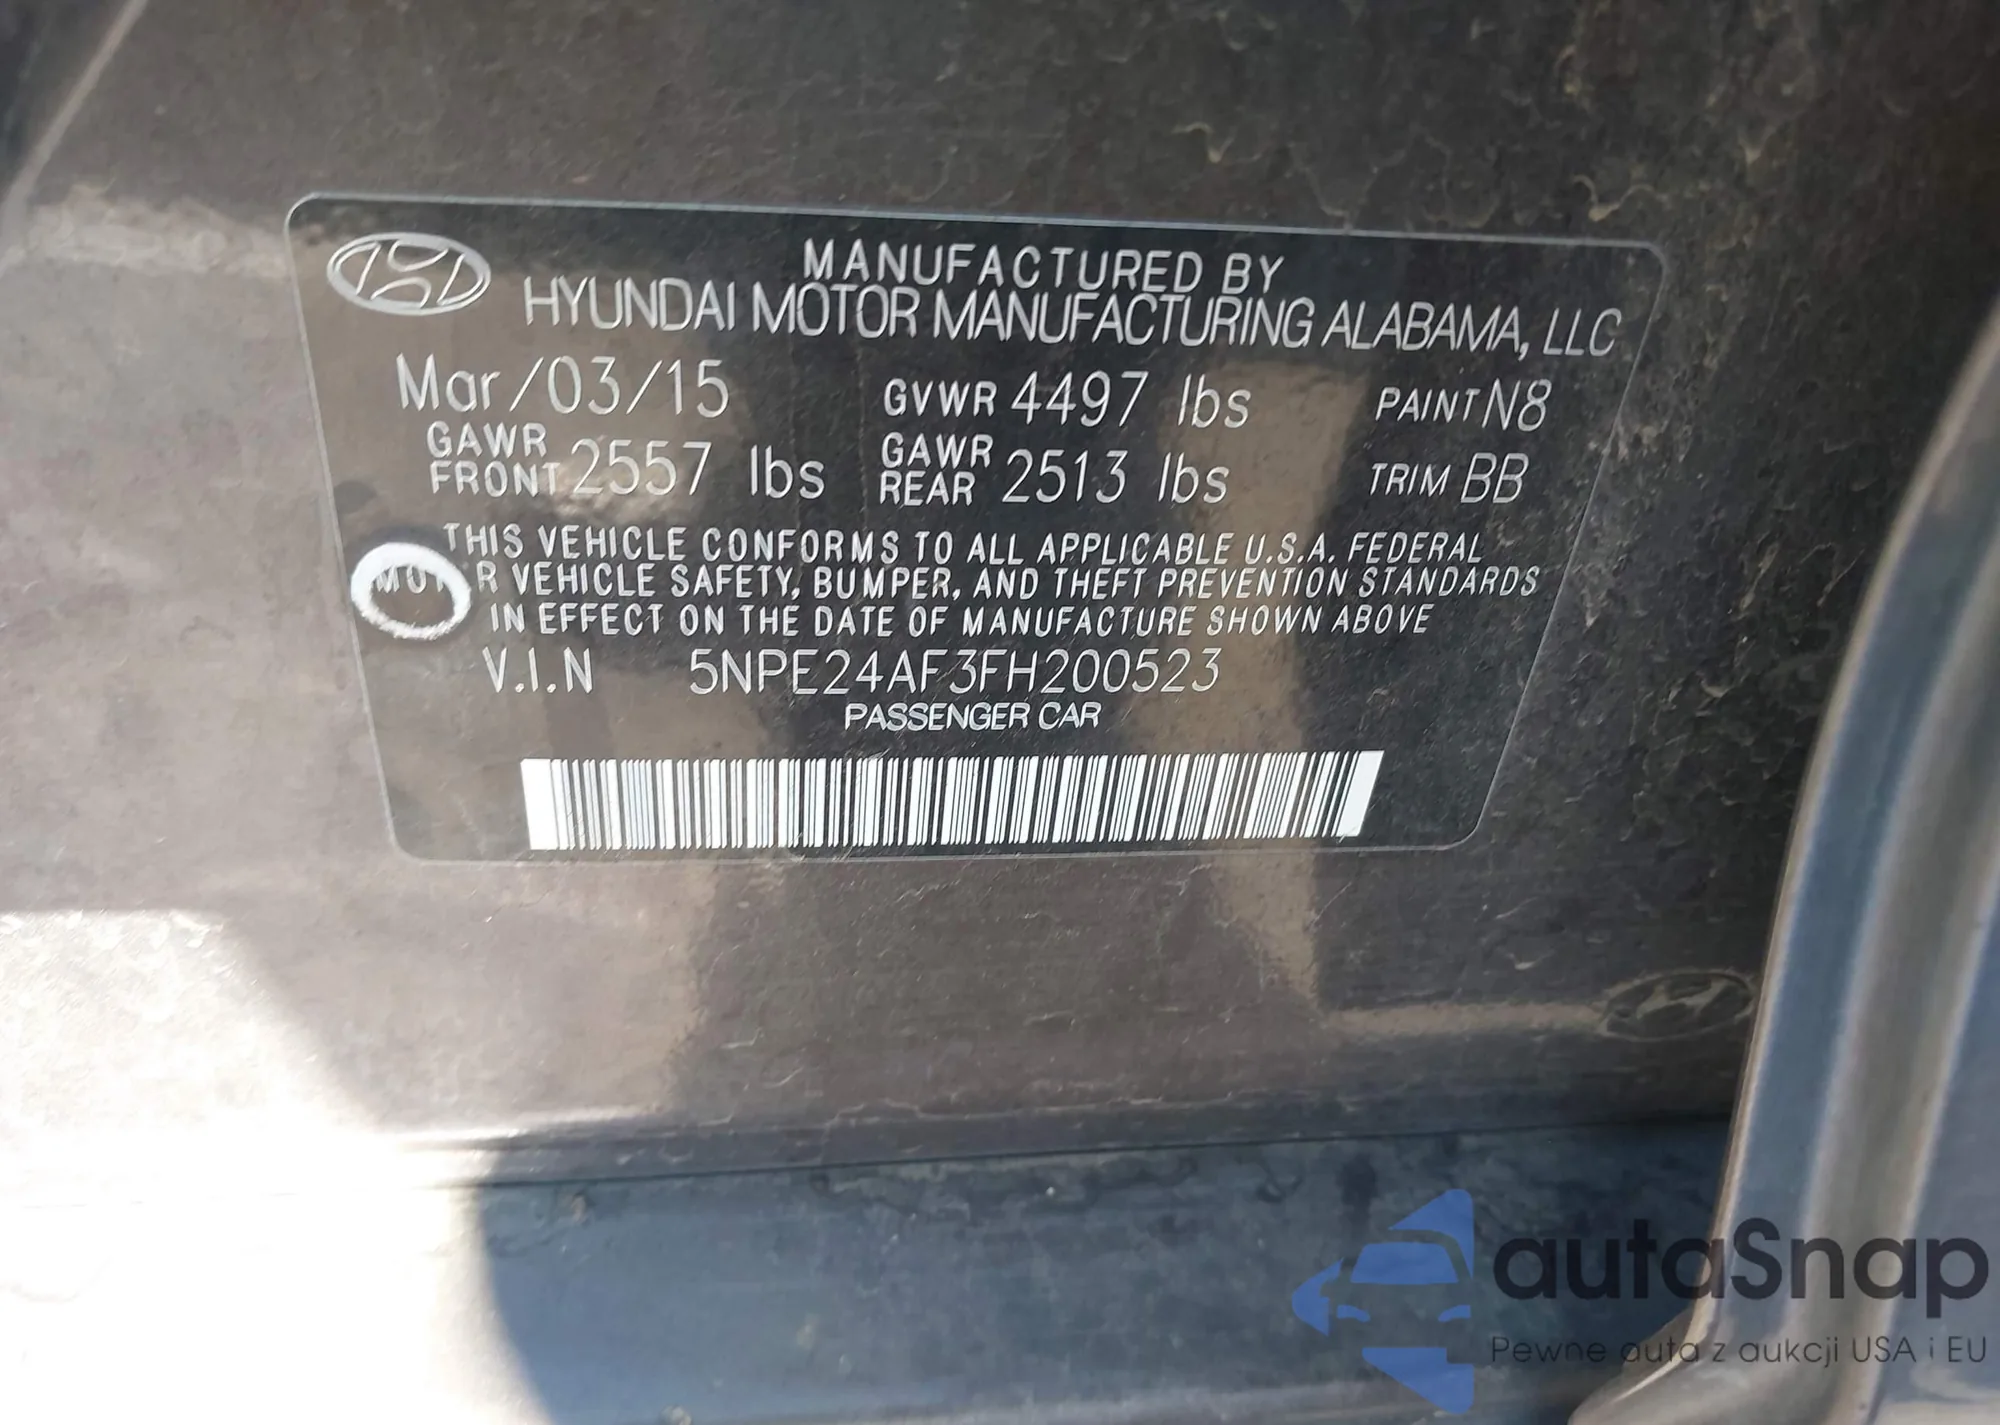 MANUFACTURED BY
HYUNDAI MOTOR MANUFACTURING ALABAMA, LLC
Mar/03/15 GVWR 4497 lbs PAINT N8
GAWR FRONT 2557 lbs GAWR REAR 2513 lbs TRIM BB
THIS VEHICLE CONFORMS TO ALL APPLICABLE U.S.A. FEDERAL
MOTOR VEHICLE SAFETY, BUMPER, AND THEFT PREVENTION STANDARDS
IN EFFECT ON THE DATE OF MANUFACTURE SHOWN ABOVE
V.I.N 5NPE24AF3FH200523
PASSENGER CAR
autaSnap
Pewne auta z aukcji USA i EU